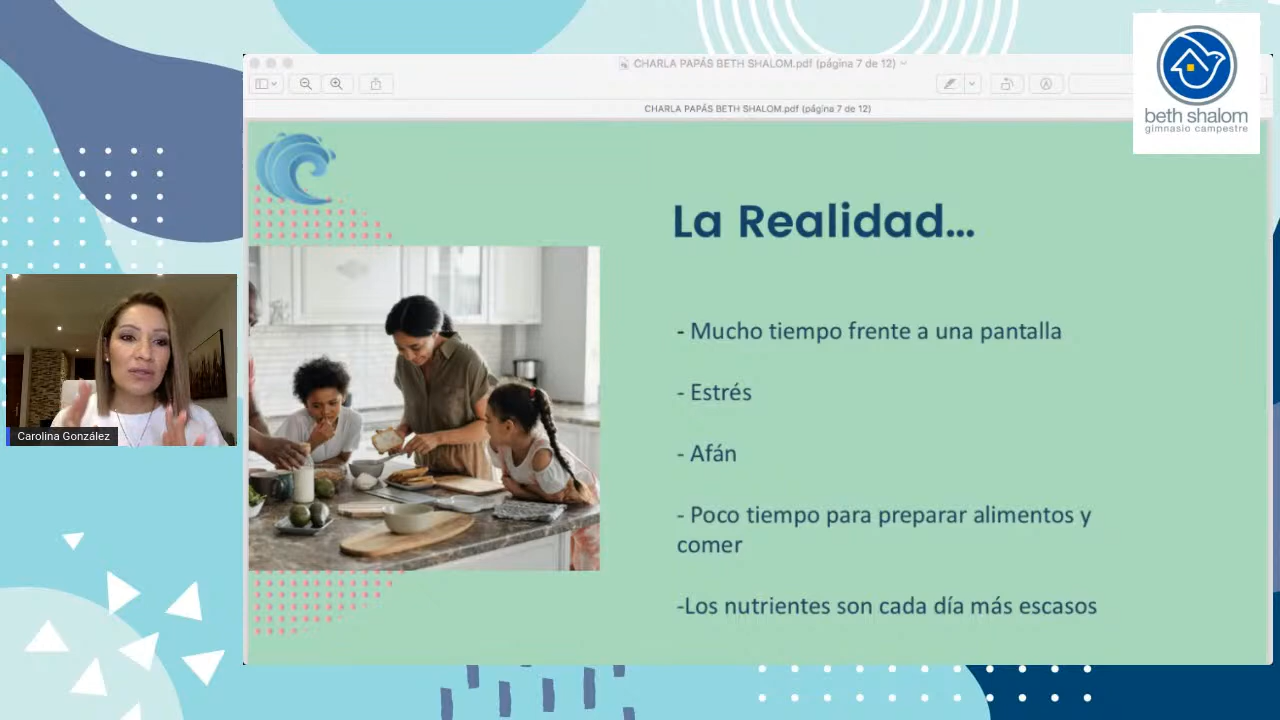 CHARLA PAPÁS BETH SHALOM.pdf (página 7 de 12)
CHARLA PAPÁS BETH SHALOM.pdf (página 7 de 12)
beth shalom
gimnasio campestre
La Realidad...
- Mucho tiempo frente a una pantalla
- Estrés
- Afán
- Poco tiempo para preparar alimentos y
comer
-Los nutrientes son cada día más escasos
Carolina González